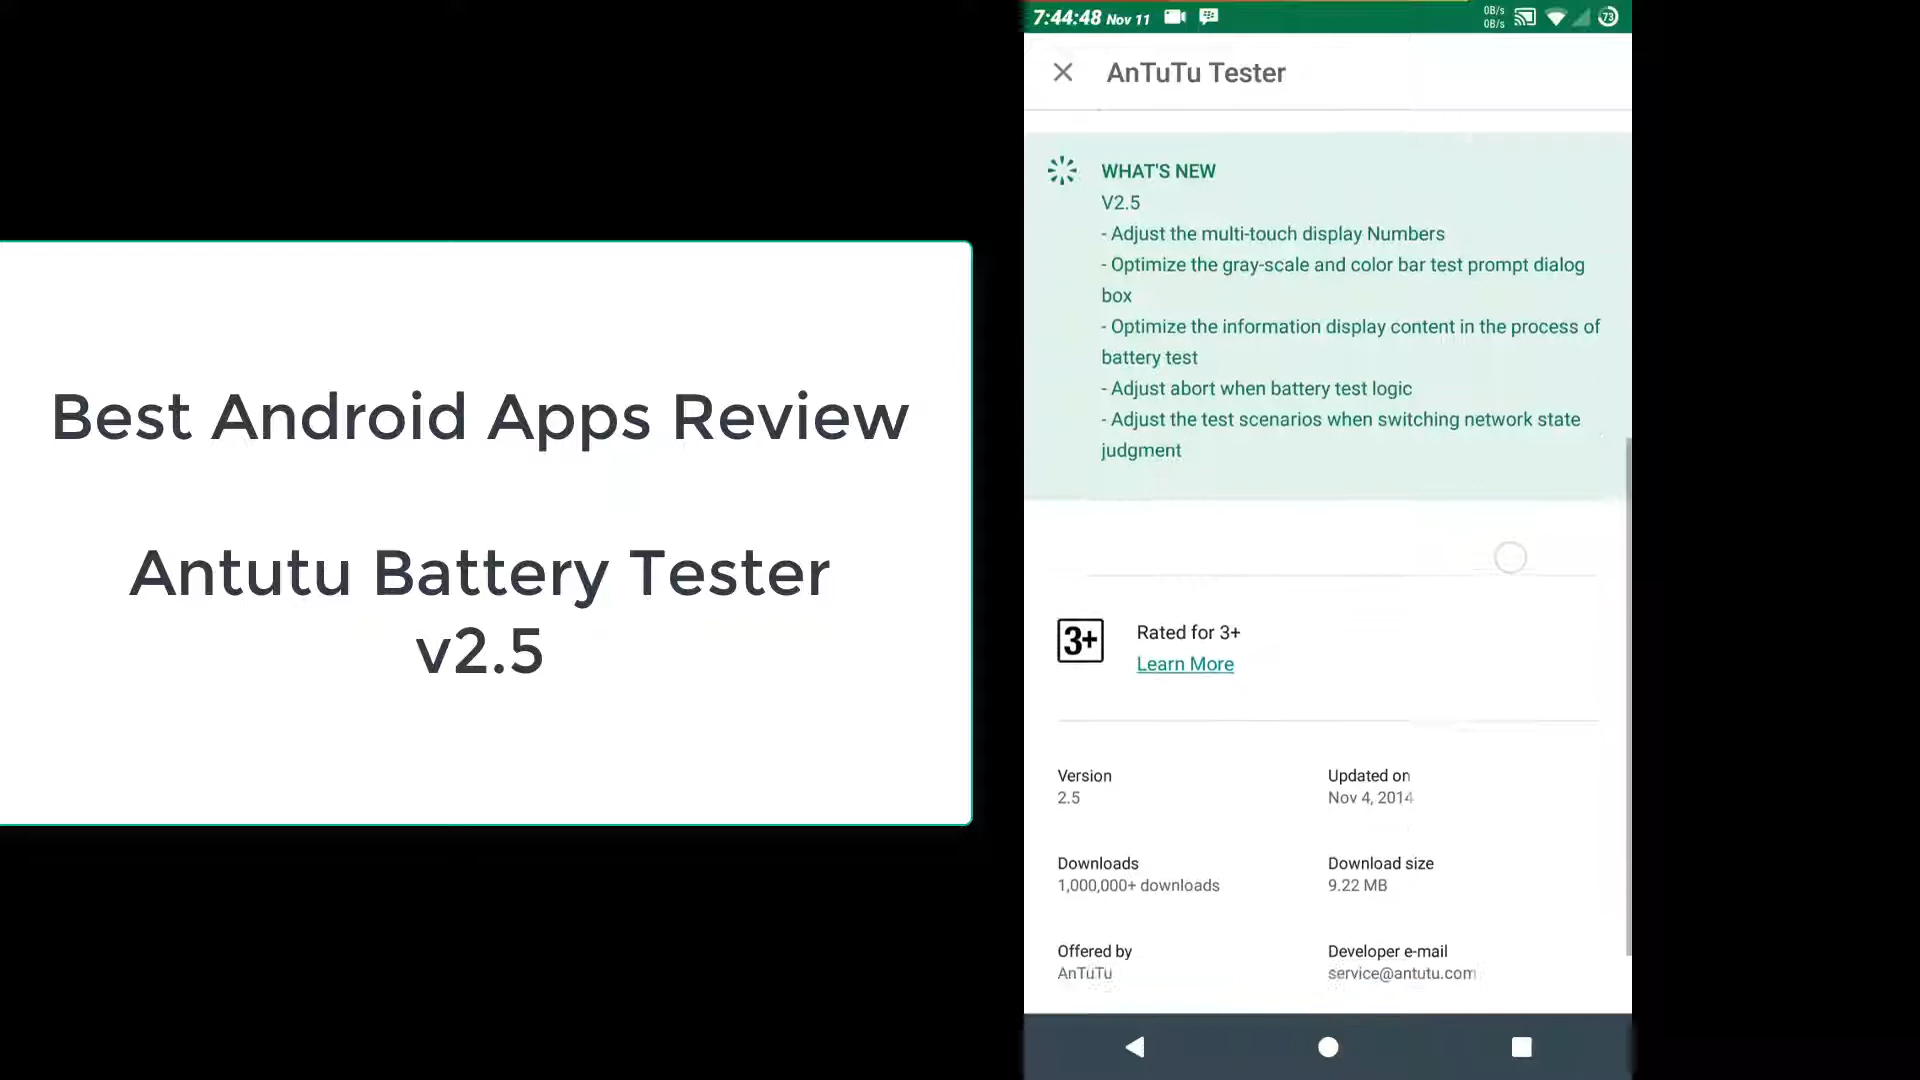 Best Android Apps Review
Antutu Battery Tester
v2.5
7:44:48 Nov 11
0B/s
0B/s
73
AnTuTu Tester
WHAT'S NEW
V2.5
- Adjust the multi-touch display Numbers
- Optimize the gray-scale and color bar test prompt dialog
box
- Optimize the information display content in the process of
battery test
- Adjust abort when battery test logic
- Adjust the test scenarios when switching network state
judgment
3+
Rated for 3+
Learn More
Version
2.5
Updated on
Nov 4, 2014
Downloads
1,000,000+ downloads
Download size
9.22 MB
Offered by
AnTuTu
Developer e-mail
service@antutu.com